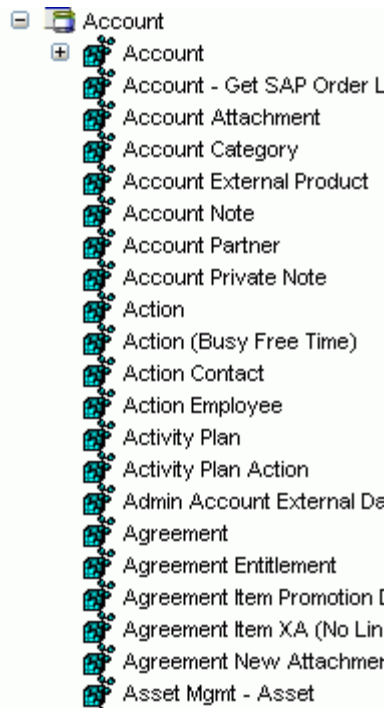 Account
Account
Account - Get SAP Order L
Account Attachment
Account Category
Account External Product
Account Note
Account Partner
Account Private Note
Action
Action (Busy Free Time)
Action Contact
Action Employee
Activity Plan
Activity Plan Action
Admin Account External Da
Agreement
Agreement Entitlement
Agreement Item Promotion D
Agreement Item XA (No Lin
Agreement New Attachmen
Asset Mgmt - Asset